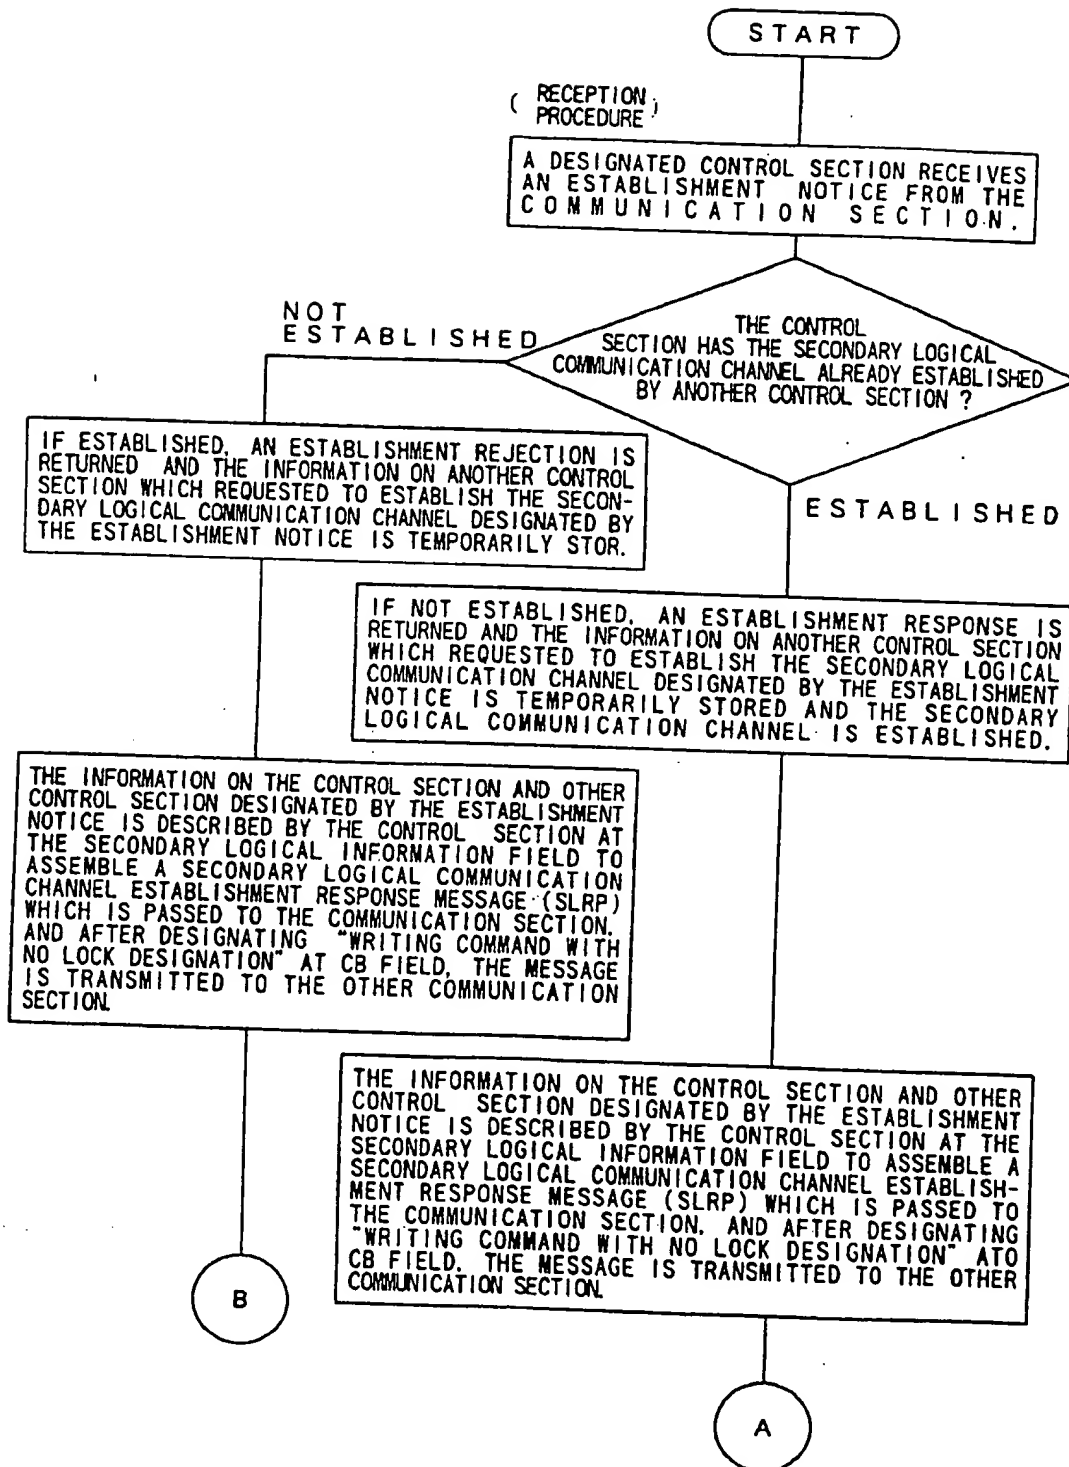 START
( RECEPTION )
PROCEDURE
A DESIGNATED CONTROL SECTION RECEIVES
AN ESTABLISHMENT NOTICE FROM THE
COMMUNICATION SECTION.
THE CONTROL
SECTION HAS THE SECONDARY LOGICAL
COMMUNICATION CHANNEL ALREADY ESTABLISHED
BY ANOTHER CONTROL SECTION ?
NOT
ESTABLISHED
ESTABLISHED
IF ESTABLISHED, AN ESTABLISHMENT REJECTION IS
RETURNED AND THE INFORMATION ON ANOTHER CONTROL
SECTION WHICH REQUESTED TO ESTABLISH THE SECON-
DARY LOGICAL COMMUNICATION CHANNEL DESIGNATED BY
THE ESTABLISHMENT NOTICE IS TEMPORARILY STOR.
IF NOT ESTABLISHED, AN ESTABLISHMENT RESPONSE IS
RETURNED AND THE INFORMATION ON ANOTHER CONTROL SECTION
WHICH REQUESTED TO ESTABLISH THE SECONDARY LOGICAL
COMMUNICATION CHANNEL DESIGNATED BY THE ESTABLISHMENT
NOTICE IS TEMPORARILY STORED AND THE SECONDARY
LOGICAL COMMUNICATION CHANNEL IS ESTABLISHED.
THE INFORMATION ON THE CONTROL SECTION AND OTHER
CONTROL SECTION DESIGNATED BY THE ESTABLISHMENT
NOTICE IS DESCRIBED BY THE CONTROL SECTION AT
THE SECONDARY LOGICAL INFORMATION FIELD TO
ASSEMBLE A SECONDARY LOGICAL COMMUNICATION
CHANNEL ESTABLISHMENT RESPONSE MESSAGE (SLRP)
WHICH IS PASSED TO THE COMMUNICATION SECTION,
AND AFTER DESIGNATING "WRITING COMMAND WITH
NO LOCK DESIGNATION" AT CB FIELD, THE MESSAGE
IS TRANSMITTED TO THE OTHER COMMUNICATION
SECTION.
THE INFORMATION ON THE CONTROL SECTION AND OTHER
CONTROL SECTION DESIGNATED BY THE ESTABLISHMENT
NOTICE IS DESCRIBED BY THE CONTROL SECTION AT THE
SECONDARY LOGICAL INFORMATION FIELD TO ASSEMBLE A
SECONDARY LOGICAL COMMUNICATION CHANNEL ESTABLISH-
MENT RESPONSE MESSAGE (SLRP) WHICH IS PASSED TO
THE COMMUNICATION SECTION, AND AFTER DESIGNATING
"WRITING COMMAND WITH NO LOCK DESIGNATION" ATO
CB FIELD, THE MESSAGE IS TRANSMITTED TO THE OTHER
COMMUNICATION SECTION.
B
A